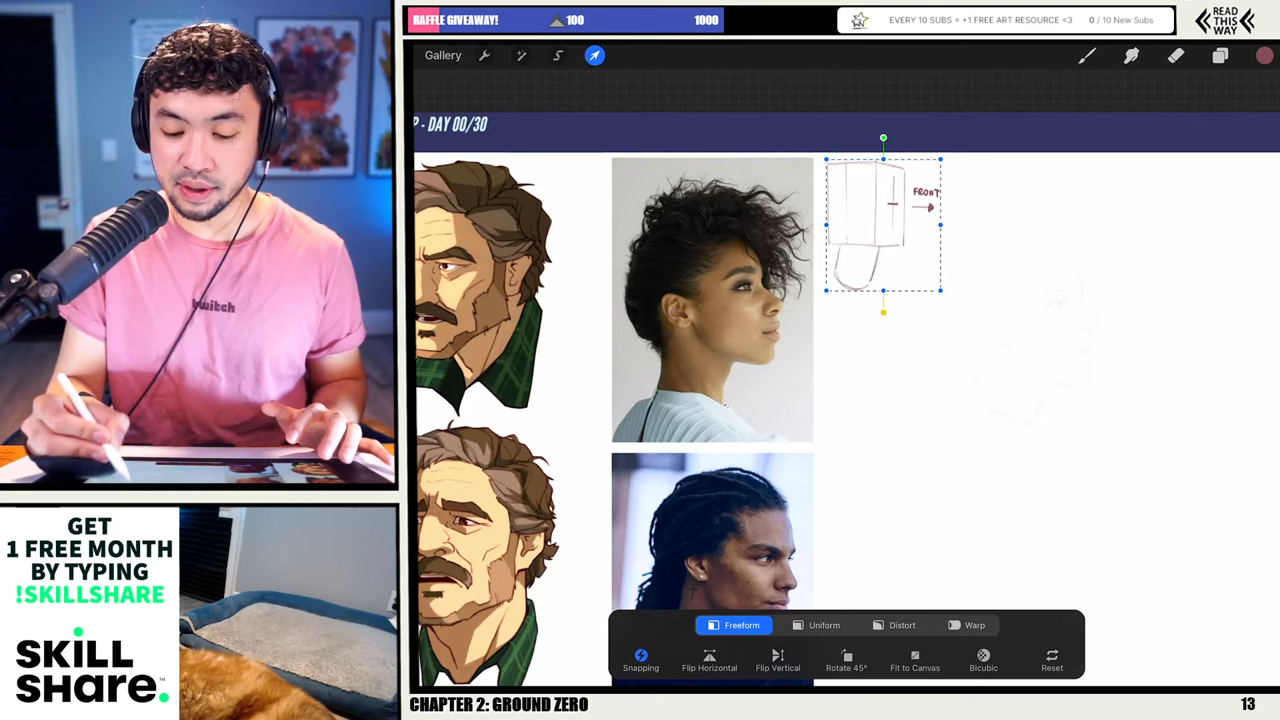 RAFFLE GIVEAWAY!
100
1000
EVERY 10 SUBS = +1 FREE ART RESOURCE <3
0 / 10 New Subs
READ
THIS
WAY
Gallery
P - DAY 00/30
FRONT
twitch
GET
1 FREE MONTH
BY TYPING
!SKILLSHARE
SKILL
SHare.
Freeform
Uniform
Distort
Warp
Snapping
Flip Horizontal
Flip Vertical
Rotate 45°
Fit to Canvas
Bicubic
Reset
CHAPTER 2: GROUND ZERO
13